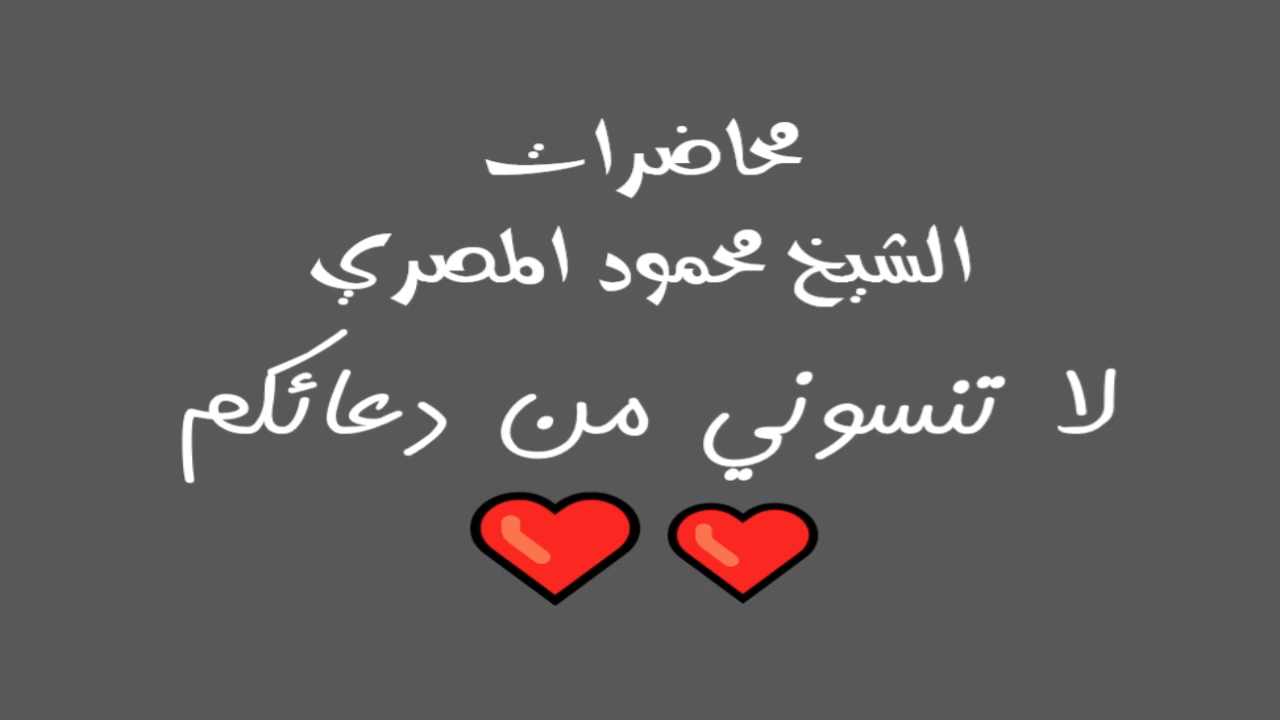 محاضرات
الشيخ محمود المصري
لا تنسوني من دعائكم